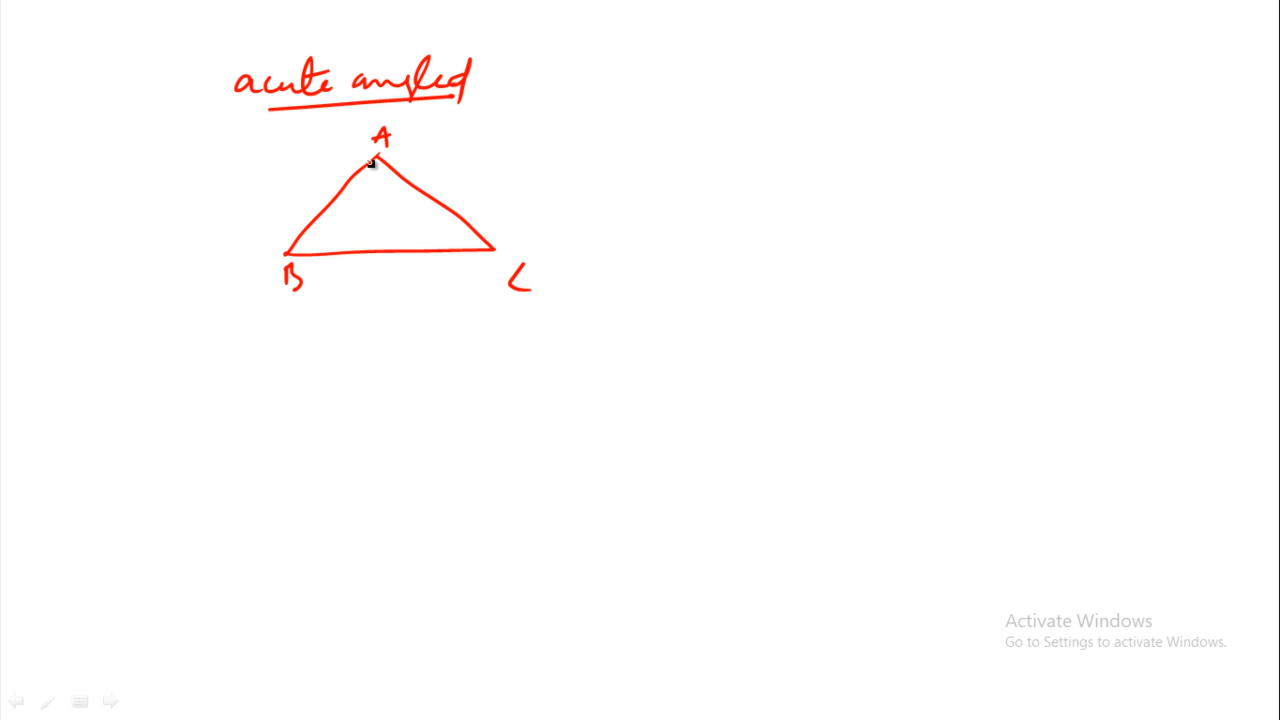 acute angled
A
B
C
Activate Windows
Go to Settings to activate Windows.